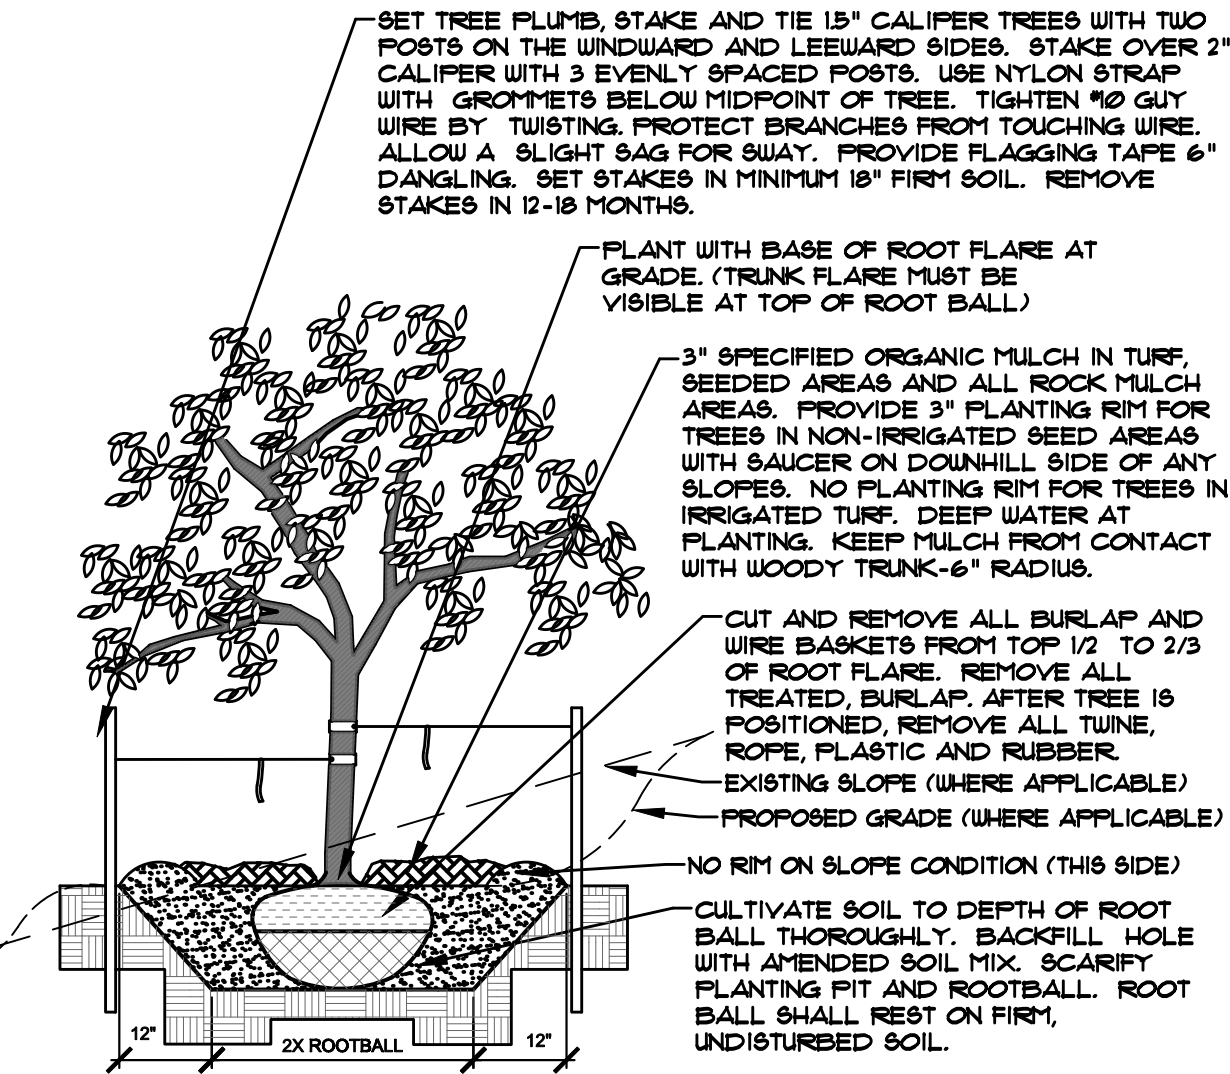 SET TREE PLUMB, STAKE AND TIE 1.5" CALIPER TREES WITH TWO
POSTS ON THE WINDWARD AND LEEWARD SIDES. STAKE OVER 2"
CALIPER WITH 3 EVENLY SPACED POSTS. USE NYLON STRAP
WITH GROMMETS BELOW MIDPOINT OF TREE. TIGHTEN #10 GUY
WIRE BY TWISTING. PROTECT BRANCHES FROM TOUCHING WIRE.
ALLOW A SLIGHT SAG FOR SWAY. PROVIDE FLAGGING TAPE 6"
DANGLING. SET STAKES IN MINIMUM 18" FIRM SOIL. REMOVE
STAKES IN 12-18 MONTHS.
PLANT WITH BASE OF ROOT FLARE AT
GRADE. (TRUNK FLARE MUST BE
VISIBLE AT TOP OF ROOT BALL)
3" SPECIFIED ORGANIC MULCH IN TURF,
SEEDED AREAS AND ALL ROCK MULCH
AREAS. PROVIDE 3" PLANTING RIM FOR
TREES IN NON-IRRIGATED SEED AREAS
WITH SAUCER ON DOWNHILL SIDE OF ANY
SLOPES. NO PLANTING RIM FOR TREES IN
IRRIGATED TURF. DEEP WATER AT
PLANTING. KEEP MULCH FROM CONTACT
WITH WOODY TRUNK-6" RADIUS.
CUT AND REMOVE ALL BURLAP AND
WIRE BASKETS FROM TOP 1/2 TO 2/3
OF ROOT FLARE. REMOVE ALL
TREATED, BURLAP. AFTER TREE IS
POSITIONED, REMOVE ALL TWINE,
ROPE, PLASTIC AND RUBBER.
EXISTING SLOPE (WHERE APPLICABLE)
PROPOSED GRADE (WHERE APPLICABLE)
NO RIM ON SLOPE CONDITION (THIS SIDE)
CULTIVATE SOIL TO DEPTH OF ROOT
BALL THOROUGHLY. BACKFILL HOLE
WITH AMENDED SOIL MIX. SCARIFY
PLANTING PIT AND ROOTBALL. ROOT
BALL SHALL REST ON FIRM,
UNDISTURBED SOIL.
12"
2X ROOTBALL
12"